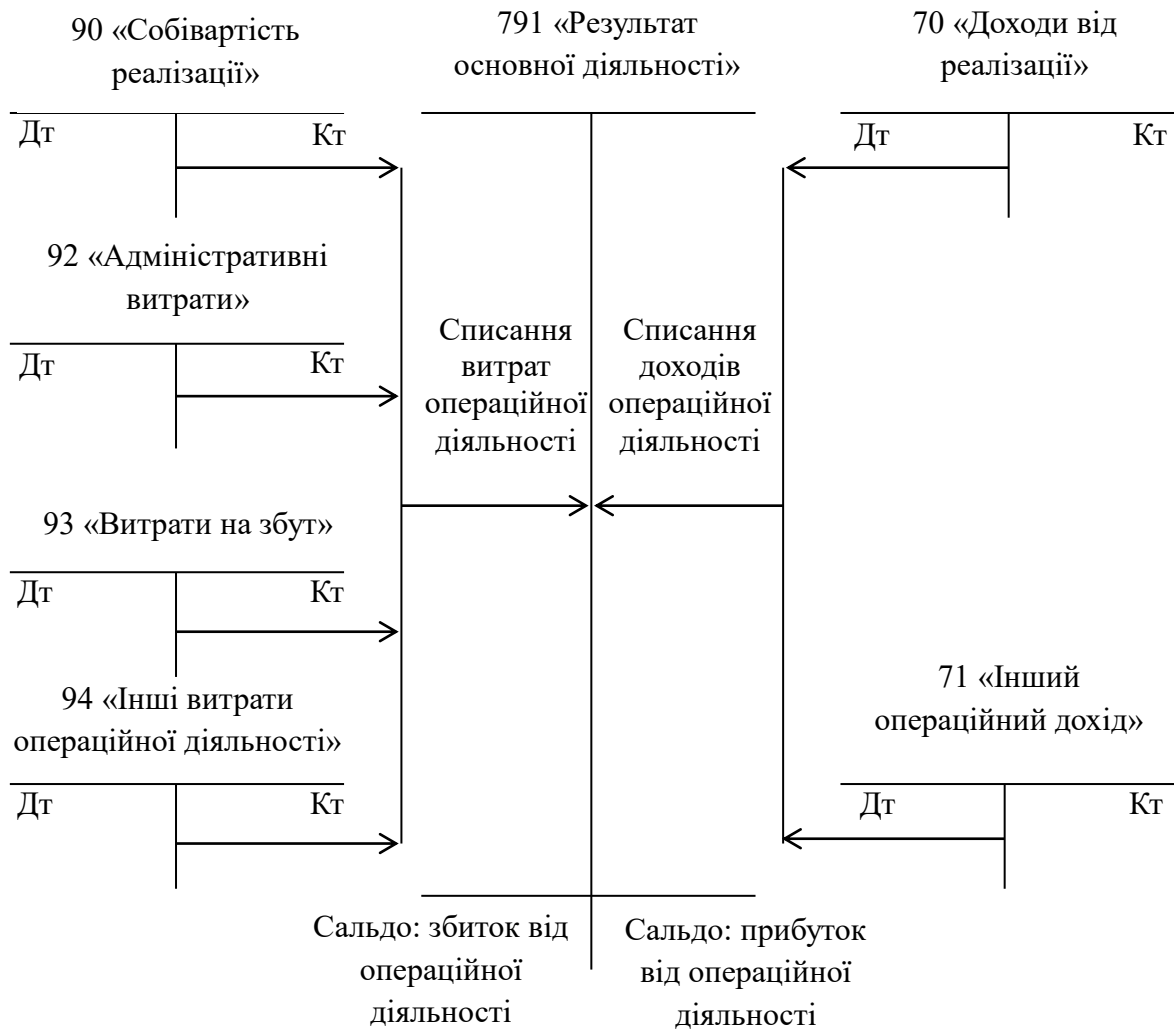 90 «Собівартість
реалізації»
791 «Результат
основної діяльності»
70 «Доходи від
реалізації»
Дт
Кт
Дт
Кт
92 «Адміністративні
витрати»
Дт
Кт
Списання
витрат
операційної
діяльності
Списання
доходів
операційної
діяльності
93 «Витрати на збут»
Дт
Кт
94 «Інші витрати
операційної діяльності»
71 «Інший
операційний дохід»
Дт
Кт
Дт
Кт
Сальдо: збиток від
операційної
діяльності
Сальдо: прибуток
від операційної
діяльності